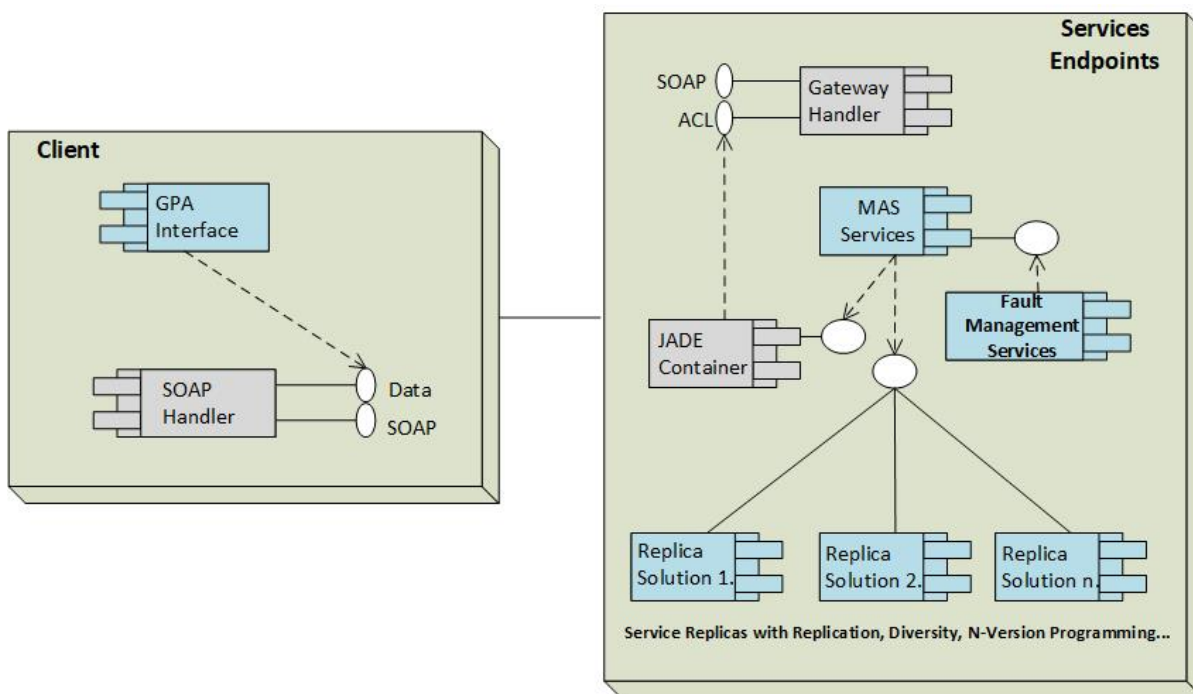 Client
GPA
Interface
SOAP
Handler
Data
SOAP
Services
Endpoints
SOAP
ACL
Gateway
Handler
MAS
Services
Fault
Management
Services
JADE
Container
Replica
Solution 1.
Replica
Solution 2.
Replica
Solution n.
Service Replicas with Replication, Diversity, N-Version Programming...